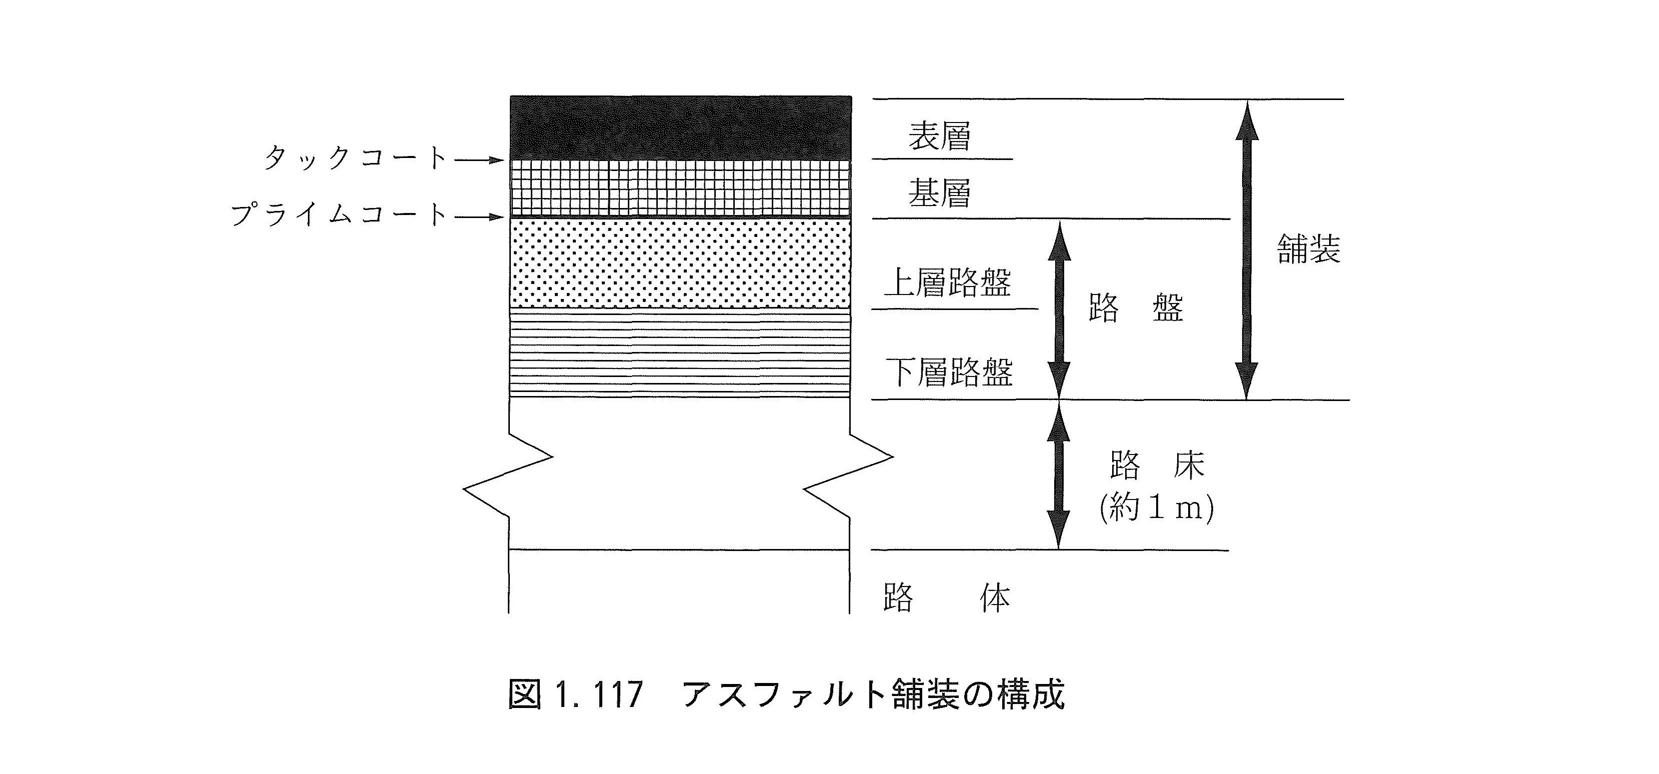 表層
タックコート
基層
プライムコート
舗装
上層路盤
路 盤
下層路盤
路 床
(約1m)
路 体
図1.117 アスファルト舗装の構成